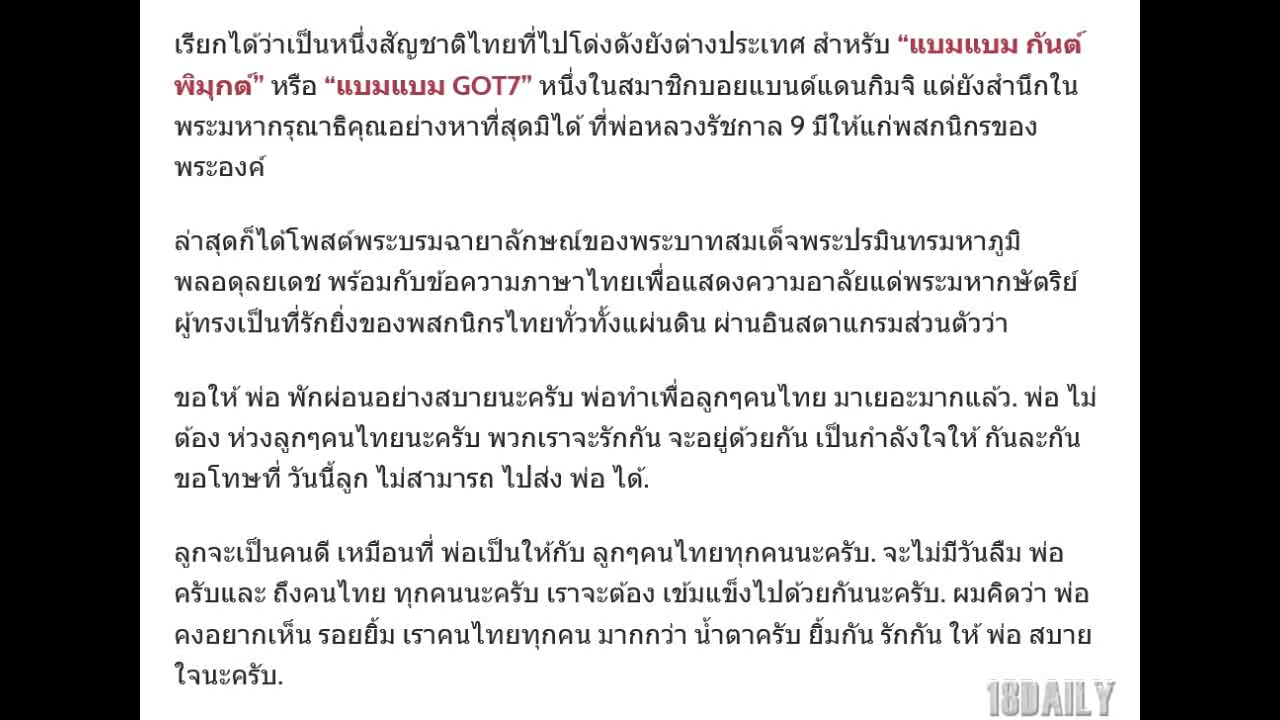 เรียกได้ว่าเป็นหนึ่งสัญชาติไทยที่ไปโด่งดังยังต่างประเทศ สำหรับ “แบมแบม กันต์
พิมุกต์” หรือ “แบมแบม GOT7” หนึ่งในสมาชิกบอยแบนด์แดนกิมจิ แต่ยังสำนึกใน
พระมหากรุณาธิคุณอย่างหาที่สุดมิได้ ที่พ่อหลวงรัชกาล 9 มีให้แก่พสกนิกรของ
พระองค์
ล่าสุดก็ได้โพสต์พระบรมฉายาลักษณ์ของพระบาทสมเด็จพระปรมินทรมหาภูมิ
พลอดุลยเดช พร้อมกับข้อความภาษาไทยเพื่อแสดงความอาลัยแด่พระมหากษัตริย์
ผู้ทรงเป็นที่รักยิ่งของพสกนิกรไทยทั่วทั้งแผ่นดิน ผ่านอินสตาแกรมส่วนตัวว่า
ขอให้ พ่อ พักผ่อนอย่างสบายนะครับ พ่อทำเพื่อลูกๆคนไทย มาเยอะมากแล้ว. พ่อ ไม่
ต้อง ห่วงลูกๆคนไทยนะครับ พวกเราจะรักกัน จะอยู่ด้วยกัน เป็นกำลังใจให้ กันละกัน
ขอโทษที่ วันนี้ลูก ไม่สามารถ ไปส่ง พ่อ ได้.
ลูกจะเป็นคนดี เหมือนที่ พ่อเป็นให้กับ ลูกๆคนไทยทุกคนนะครับ. จะไม่มีวันลืม พ่อ
ครับและ ถึงคนไทย ทุกคนนะครับ เราจะต้อง เข้มแข็งไปด้วยกันนะครับ. ผมคิดว่า พ่อ
คงอยากเห็น รอยยิ้ม เราคนไทยทุกคน มากกว่า น้ำตาครับ ยิ้มกัน รักกัน ให้ พ่อ สบาย
ใจนะครับ.
18DAILY